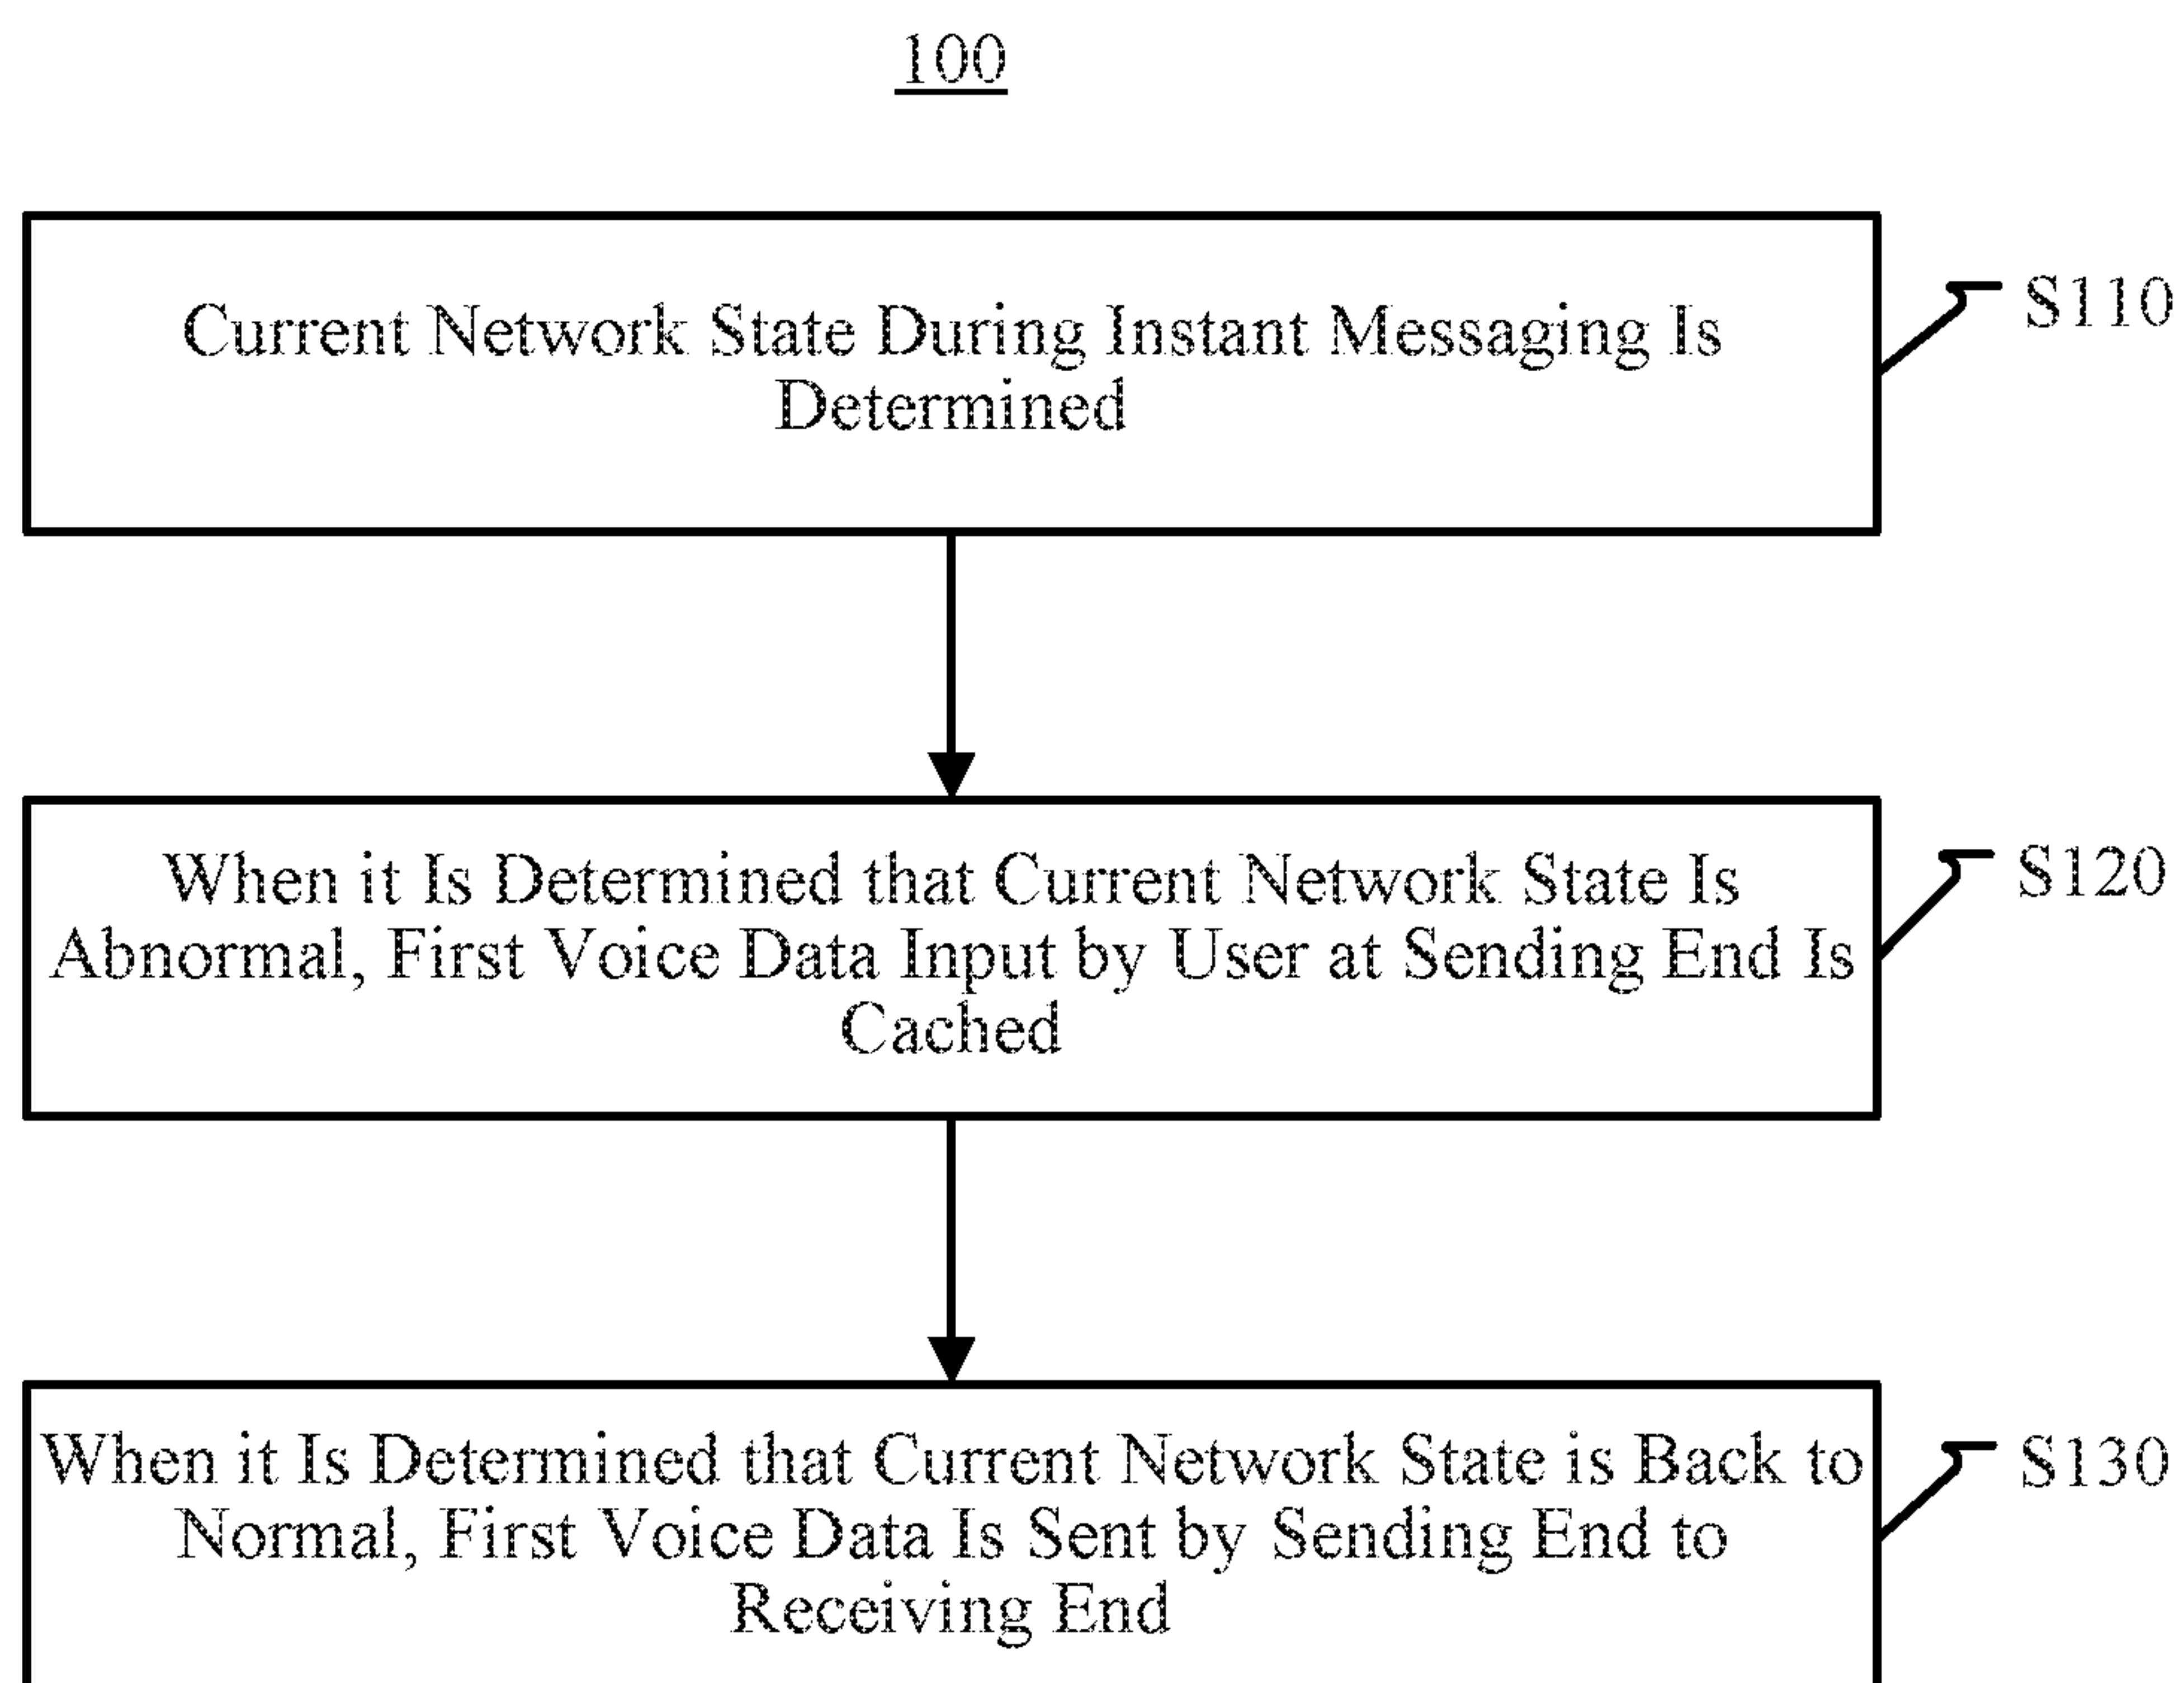 100
Current Network State During Instant Messaging Is
Determined
S110
When it Is Determined that Current Network State Is
Abnormal, First Voice Data Input by User at Sending End Is
Cached
S120
When it Is Determined that Current Network State is Back to
Normal, First Voice Data Is Sent by Sending End to
Receiving End
S130